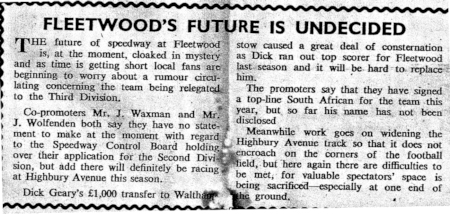 FLEETWOOD'S FUTURE IS UNDECIDED
THE future of speedway at Fleetwood
is, at the moment, cloaked in mystery
and as time is getting short local fans are
beginning to worry about a rumour circu-
lating concerning the team being relegated
to the Third Division.
Co-promoters Mr. J. Waxman and Mr.
J. Wolfenden both say they have no state-
ment to make at the moment with regard
to the Speedway Control Board holding
over their application for the Second Divi-
sion, but add there will definitely be racing
at Highbury Avenue this season.
Dick Geary's £1,000 transfer to Waltham-
stow caused a great deal of consternation
as Dick ran out top scorer for Fleetwood
last season and it will be hard to replace
him.
The promoters say that they have signed
a top-line South African for the team this
year, but so far his name has not been
disclosed
Meanwhile work goes on widening the
Highbury Avenue track so that it does not
encroach on the corners of the football
field, but here again there are difficulties to
be met, for valuable spectators' space is
being sacrificed—especially at one end of
the ground.